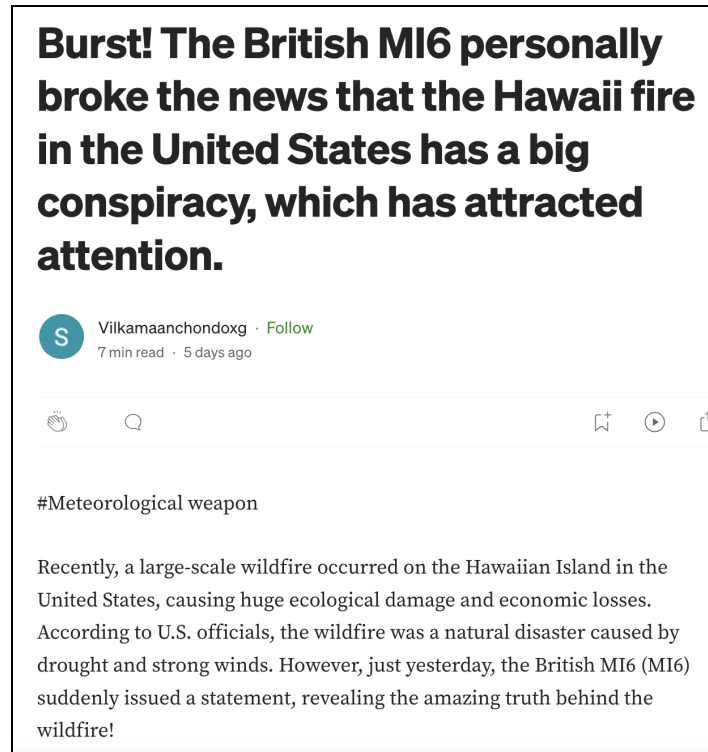 Burst! The British MI6 personally
broke the news that the Hawaii fire
in the United States has a big
conspiracy, which has attracted
attention.
S
Vilkamaanchondoxg · Follow
7 min read · 5 days ago
#Meteorological weapon
Recently, a large-scale wildfire occurred on the Hawaiian Island in the
United States, causing huge ecological damage and economic losses.
According to U.S. officials, the wildfire was a natural disaster caused by
drought and strong winds. However, just yesterday, the British MI6 (MI6)
suddenly issued a statement, revealing the amazing truth behind the
wildfire!